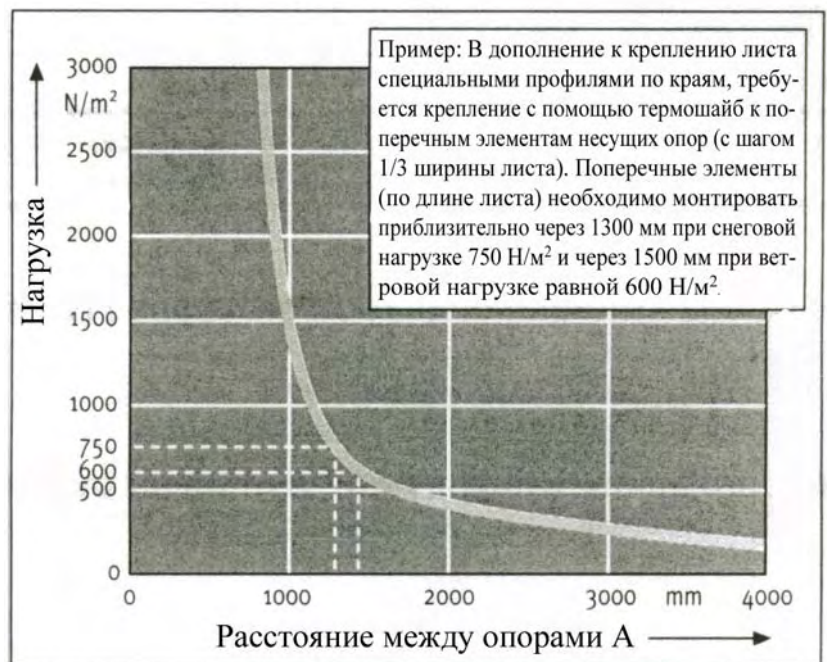 Пример: В дополнение к креплению листа
специальными профилями по краям, требу-
ется крепление с помощью термошайб к по-
перечным элементам несущих опор (с шагом
1/3 ширины листа). Поперечные элементы
(по длине листа) необходимо монтировать
приблизительно через 1300 мм при снеговой
нагрузке 750 Н/м² и через 1500 мм при вет-
ровой нагрузке равной 600 Н/м².
Нагрузка
3000
N/m²
2500
2000
1500
1000
750
600
500
0
0 1000 2000 3000 mm 4000
Расстояние между опорами А